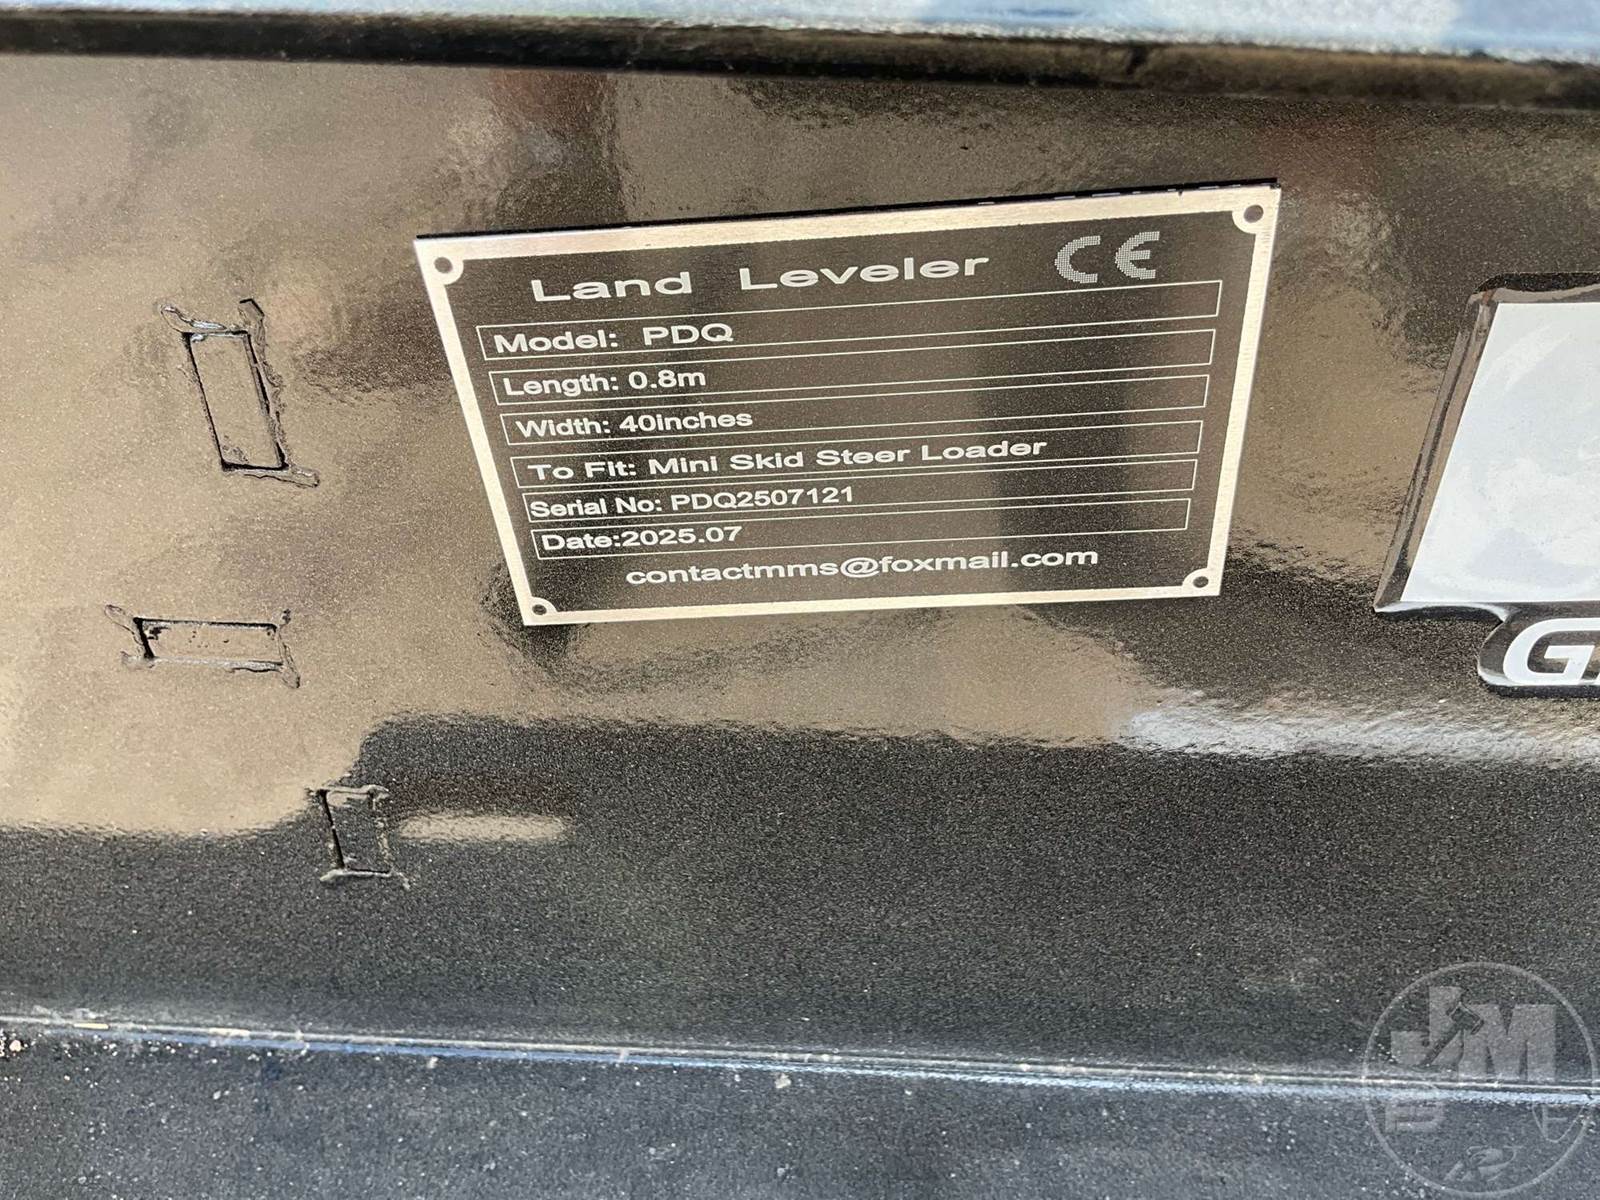 Land Leveler CE
Model: PDQ
Length: 0.8m
Width: 40inches
To Fit: Mini Skid Steer Loader
Serial No: PDQ2507121
Date:2025.07
contactmms@foxmail.com
G
JM